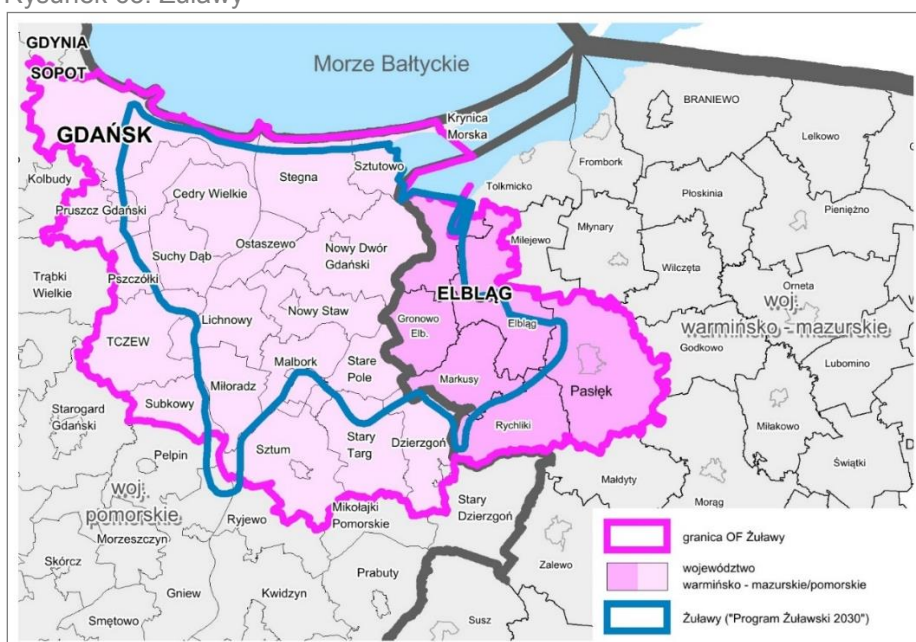 GDYNIA
SOPOT
Morze Bałtyckie
Krynica
Morska
BRANIEWO
Lelkowo
GDAŃSK
Frombork
Kolbudy
Stegna
Sztutowo
Tolkmicko
Płoskinia
Cedry Wielkie
Pruszcz Gdański
Pieniężno
Młynary
Milejewo
Ostaszewo
Nowy Dwór
Gdański
Suchy Dąb
Wilczęta
Trąbki
Wielkie
Pszczółki
Orneta
ELBLĄG
woj.
warmińsko - mazurskie
Lichnowy
Nowy Staw
Gronowo
Elb.
Elbląg
TCZEW
Godkowo
Malbork
Stare
Pole
Lubomino
Miłoradz
Markusy
Pasłęk
Subkowy
Starogard
Gdański
Rychliki
Miłakowo
Sztum
Stary
Targ
Dzierzgoń
Świątki
Pelplin
Małdyty
woj.
pomorskie
Morąg
Mikołajki
Pomorskie
Stary
Dzierzgoń
Ryjewo
Morzeszczyn
granica OF Żuławy
Skórcz
Prabuty
Zalewo
województwo
warmińsko - mazurskie/pomorskie
Gniew
Kwidzyn
Smętowo
Susz
Żuławy ("Program Żuławski 2030")